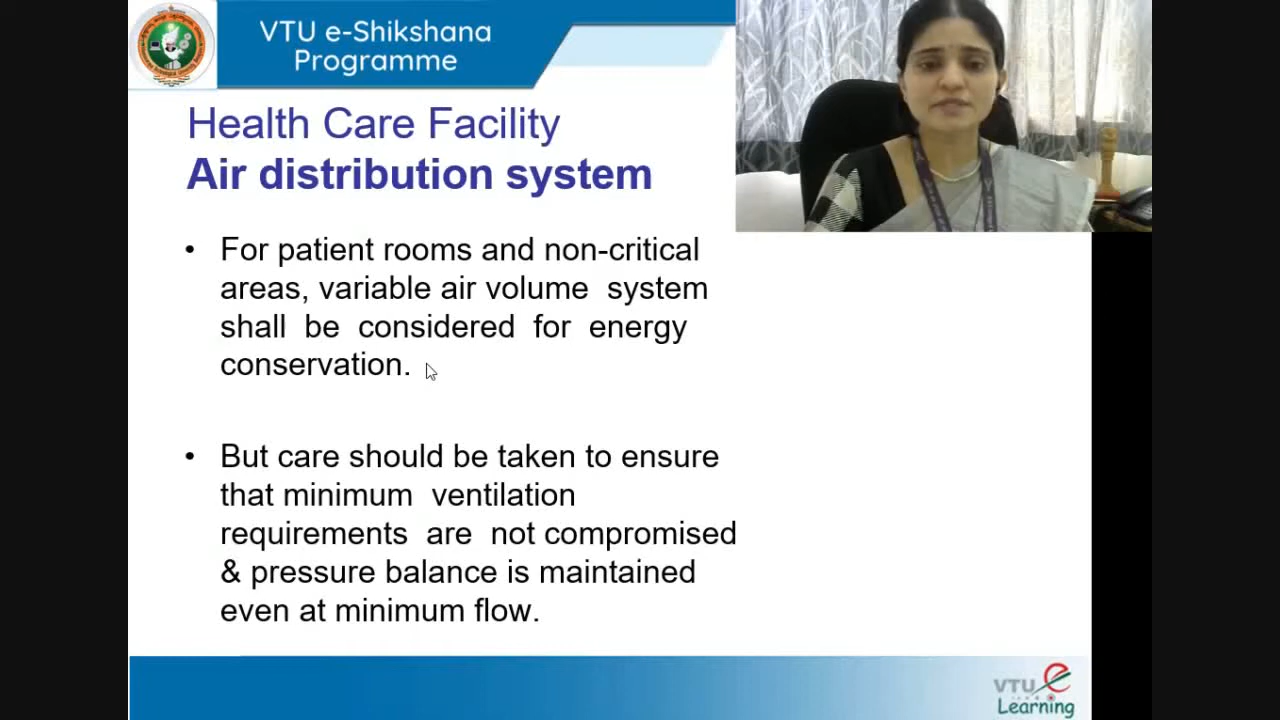 VTU e-Shikshana
Programme
Health Care Facility
Air distribution system
• For patient rooms and non-critical
areas, variable air volume system
shall be considered for energy
conservation.
• But care should be taken to ensure
that minimum ventilation
requirements are not compromised
& pressure balance is maintained
even at minimum flow.
VTU e
Learning